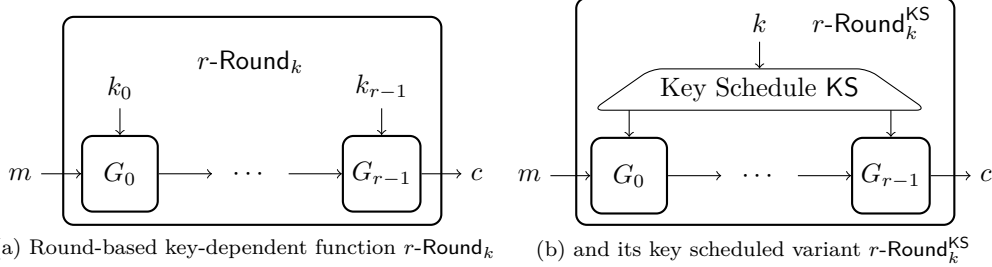 r-Round_k
k_0
k_{r−1}
m
G_0
···
G_{r−1}
c
a) Round-based key-dependent function r-Round_k
k
r-Round_k^{KS}
Key Schedule KS
m
G_0
···
G_{r−1}
c
(b) and its key scheduled variant r-Round_k^{KS}